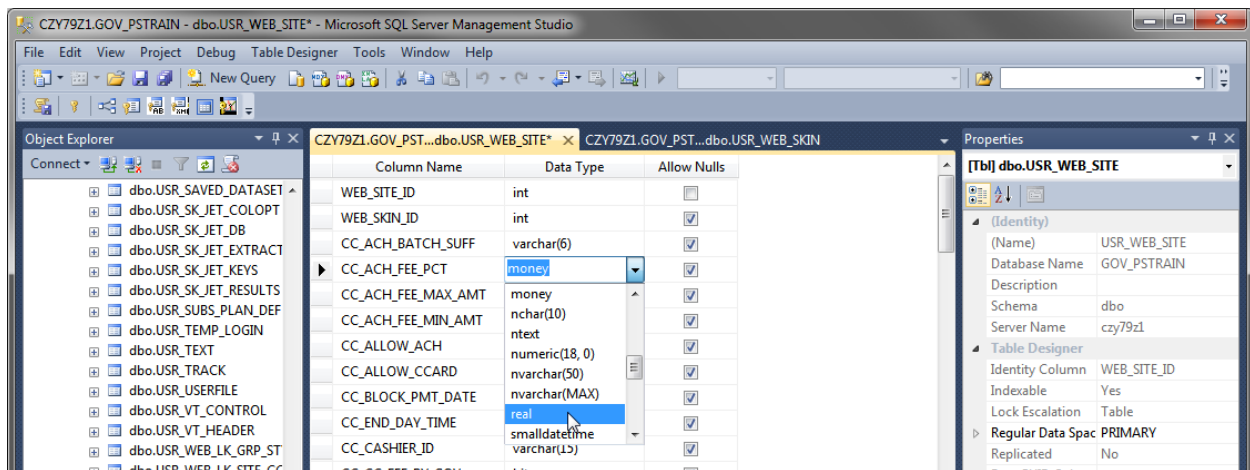 CZY79Z1.GOV_PSTRAIN - dbo.USR_WEB_SITE* - Microsoft SQL Server Management Studio
File Edit View Project Debug Table Designer Tools Window Help
New Query
Object Explorer
Connect
dbo.USR_SAVED_DATASET
dbo.USR_SK_JET_COLOPT
dbo.USR_SK_JET_DB
dbo.USR_SK_JET_EXTRACT
dbo.USR_SK_JET_KEYS
dbo.USR_SK_JET_RESULTS
dbo.USR_SUBS_PLAN_DEF
dbo.USR_TEMP_LOGIN
dbo.USR_TEXT
dbo.USR_TRACK
dbo.USR_USERFILE
dbo.USR_VT_CONTROL
dbo.USR_VT_HEADER
dbo.USR_WEB_LK_GRP_ST
CZY79Z1.GOV_PST...dbo.USR_WEB_SITE* CZY79Z1.GOV_PST...dbo.USR_WEB_SKIN
Column Name Data Type Allow Nulls
WEB_SITE_ID int
WEB_SKIN_ID int
CC_ACH_BATCH_SUFF varchar(6)
CC_ACH_FEE_PCT money
CC_ACH_FEE_MAX_AMT
CC_ACH_FEE_MIN_AMT
CC_ALLOW_ACH
CC_ALLOW_CCARD
CC_BLOCK_PMT_DATE
CC_END_DAY_TIME
CC_CASHIER_ID varchar(15)
money
nchar(10)
ntext
numeric(18, 0)
nvarchar(50)
nvarchar(MAX)
real
smalldatetime
Properties
[Tbl] dbo.USR_WEB_SITE
(Identity)
(Name) USR_WEB_SITE
Database Name GOV_PSTRAIN
Description
Schema dbo
Server Name czy79z1
Table Designer
Identity Column WEB_SITE_ID
Indexable Yes
Lock Escalation Table
Regular Data Spac PRIMARY
Replicated No